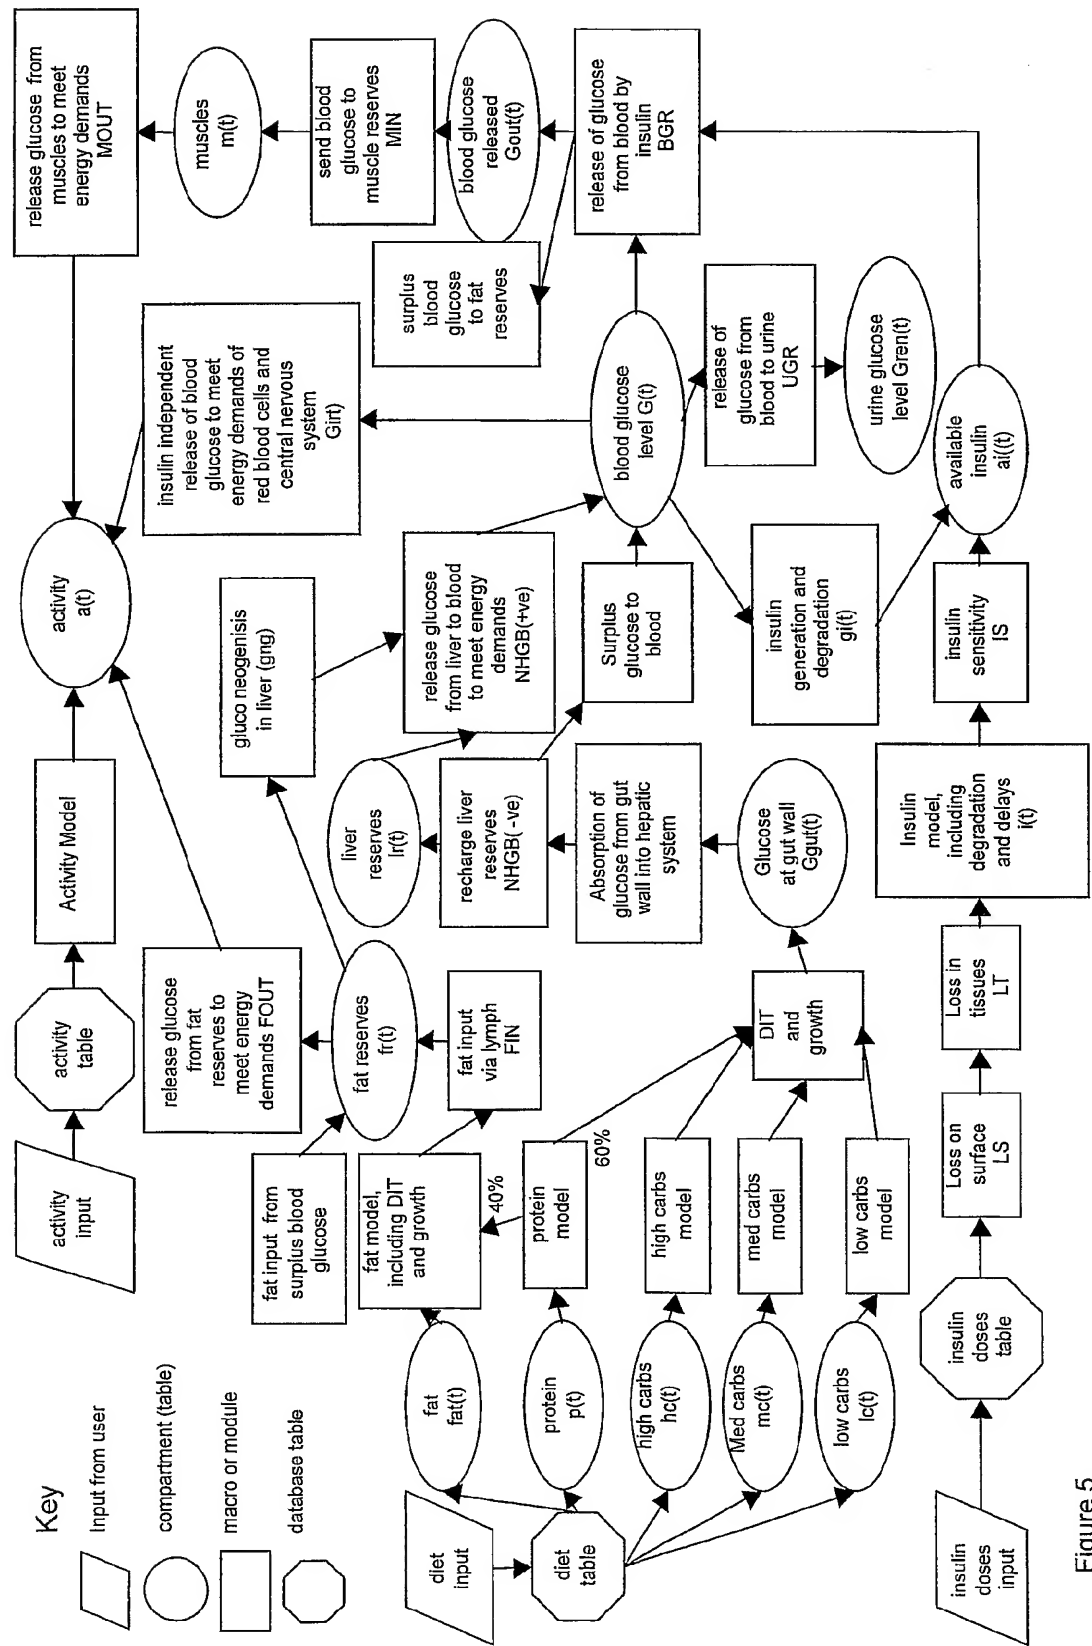 Key
Input from user
compartment (table)
macro or module
database table
activity
input
activity
table
Activity Model
activity
a(t)
release glucose from
muscles to meet
energy demands
MOUT
muscles
m(t)
send blood
glucose to
muscle reserves
MIN
blood glucose
released
Gout(t)
release of glucose
from blood by
insulin
BGR
surplus
blood
glucose
to fat
reserves
insulin independent
release of blood
glucose to meet
energy demands of
red blood cells and
central nervous
system
Girt)
release glucose
from fat
reserves to
meet energy
demands FOUT
gluco neogenisis
in liver (gng)
fat input from
surplus blood
glucose
fat reserves
fr(t)
liver
reserves
lr(t)
release glucose
from liver to blood
to meet energy
demands
NHGB(+ve)
blood glucose
level G(t)
fat model,
including DIT
and growth
fat input
via lymph
FIN
recharge liver
reserves
NHGB( -ve)
Surplus
glucose to
blood
release of
glucose from
blood to urine
UGR
urine glucose
level Gren(t)
diet
input
diet
table
fat
fat(t)
protein
p(t)
high carbs
hc(t)
Med carbs
mc(t)
low carbs
lc(t)
40%
protein
model
60%
high carbs
model
med carbs
model
low carbs
model
DIT
and
growth
Absorption of
glucose from gut
wall into hepatic
system
Glucose
at gut wall
Ggut(t)
insulin
generation and
degradation
gi(t)
insulin
doses
input
insulin
doses
table
Loss on
surface
LS
Loss in
tissues
LT
Insulin
model,
including
degradation
and delays
i(t)
insulin
sensitivity
IS
available
insulin
ai((t)
Figure 5